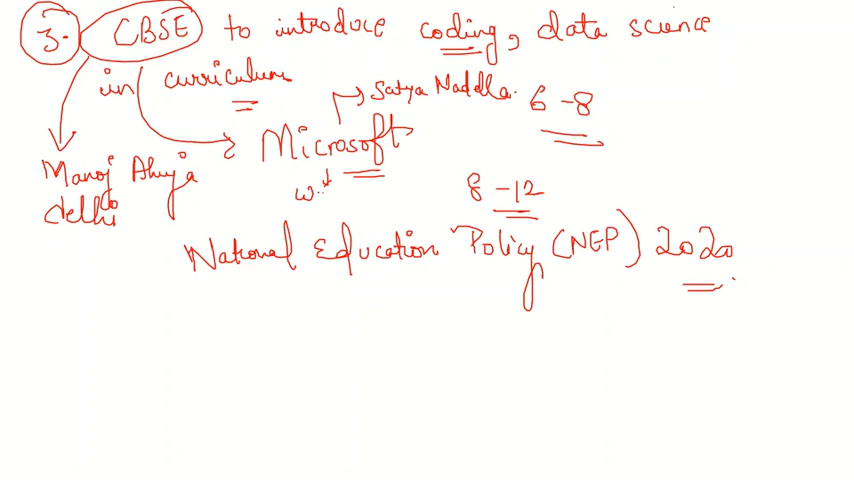 3. CBSE to introduce coding, data science
in curriculum
Satya Nadella. 6-8
Microsoft
Manoj Ahuja
Delhi
w..
8-12
National Education Policy (NEP) 2020